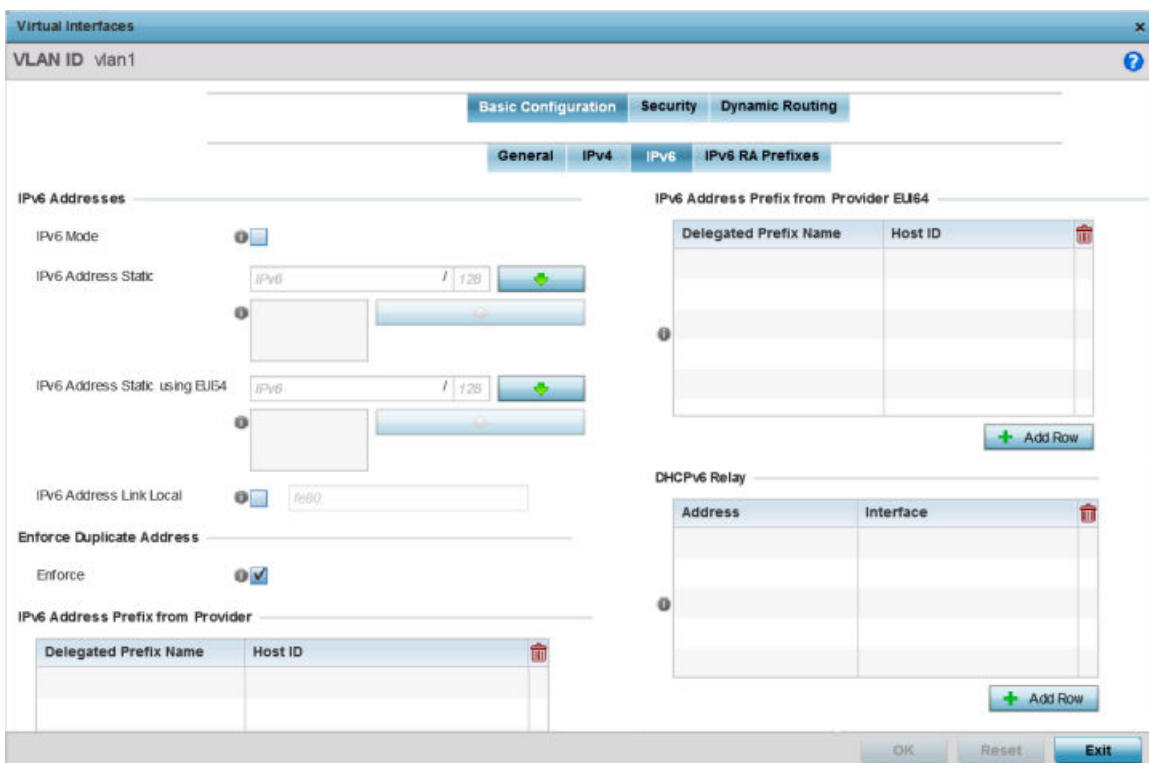 Virtual Interfaces
VLAN ID vlan1
Basic Configuration Security Dynamic Routing
General IPv4 IPv6 IPv6 RA Prefixes
IPv6 Addresses
IPv6 Mode
IPv6 Address Static
IPv6 / 128
IPv6 Address Static using EUI64
IPv6 / 128
IPv6 Address Link Local
fe80:
Enforce Duplicate Address
Enforce
IPv6 Address Prefix from Provider
Delegated Prefix Name Host ID
IPv6 Address Prefix from Provider EUI64
Delegated Prefix Name Host ID
Add Row
DHCPv6 Relay
Address Interface
Add Row
OK Reset Exit